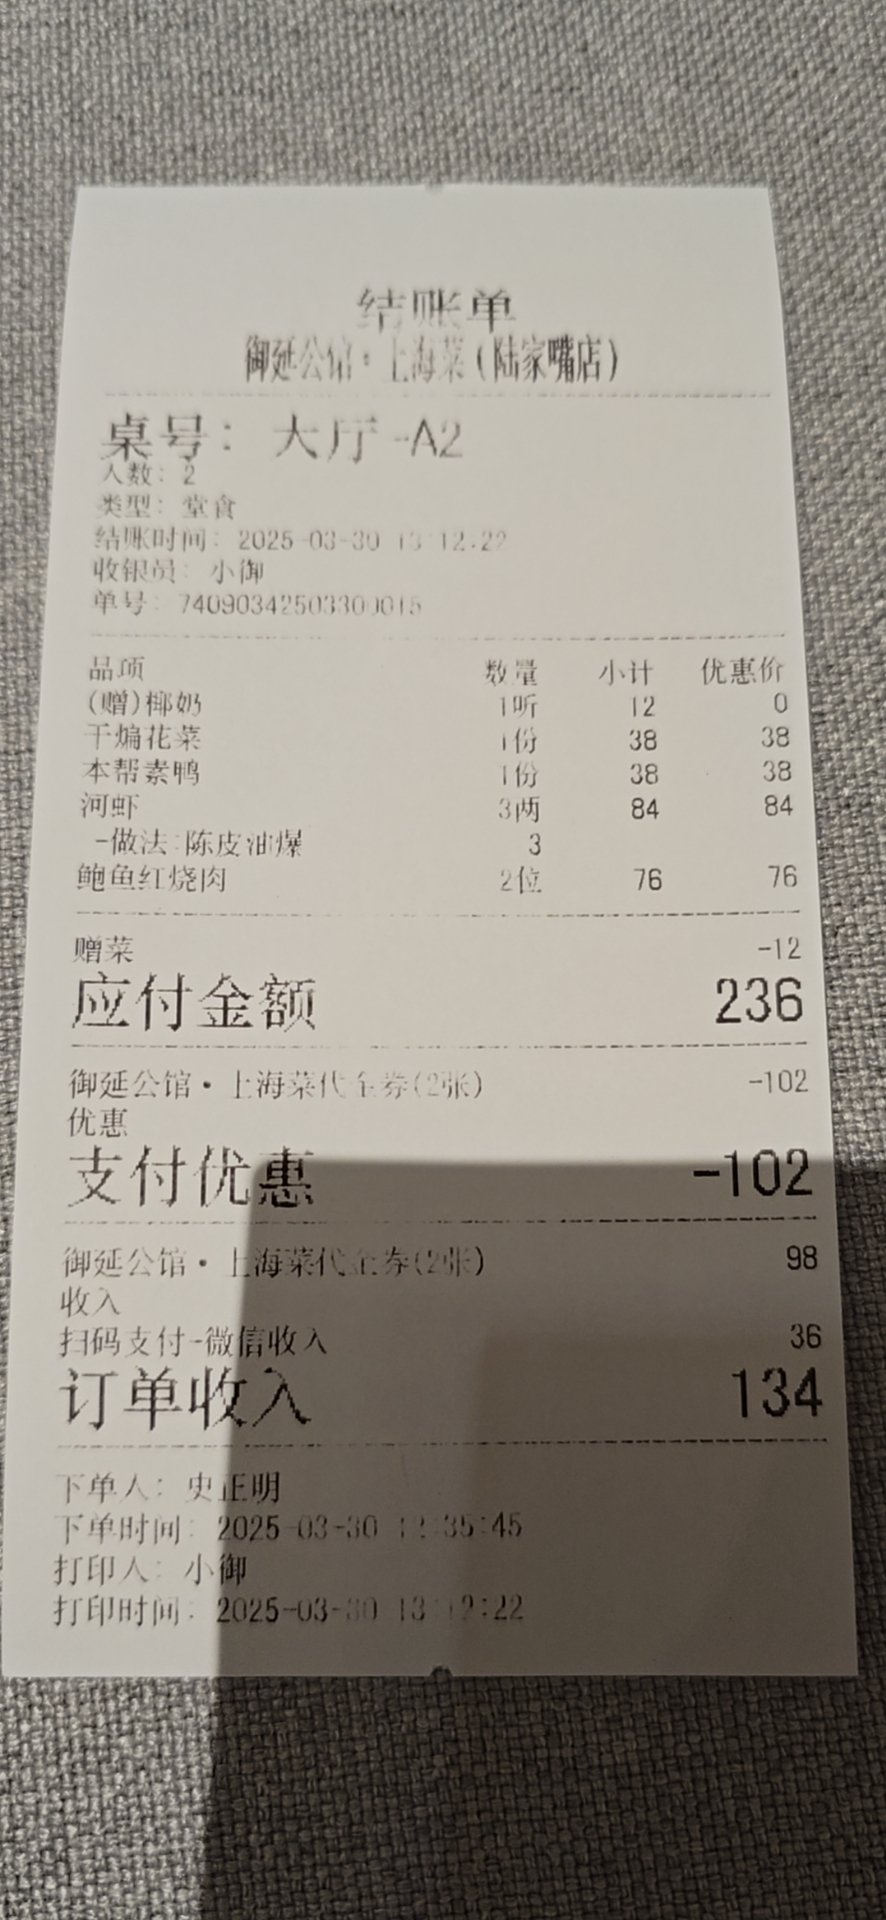 结账单
御延公馆·上海菜(陆家嘴店)
桌号: 大厅-A2
人数: 2
类型: 堂食
结账时间: 2025-03-30 13:12:22
收银员: 小御
单号: 74090342503300015
品项 数量 小计 优惠价
(赠)椰奶 1听 12 0
干煸花菜 1份 38 38
本帮素鸭 1份 38 38
河虾 3两 84 84
-做法:陈皮油爆 3
鲍鱼红烧肉 2位 76 76
赠菜 -12
应付金额 236
御延公馆·上海菜代金券(2张) -102
优惠
支付优惠 -102
御延公馆·上海菜代金券(2张) 98
收入
扫码支付-微信收入 36
订单收入 134
下单人: 史正明
下单时间: 2025-03-30 12:35:45
打印人: 小御
打印时间: 2025-03-30 13:12:22